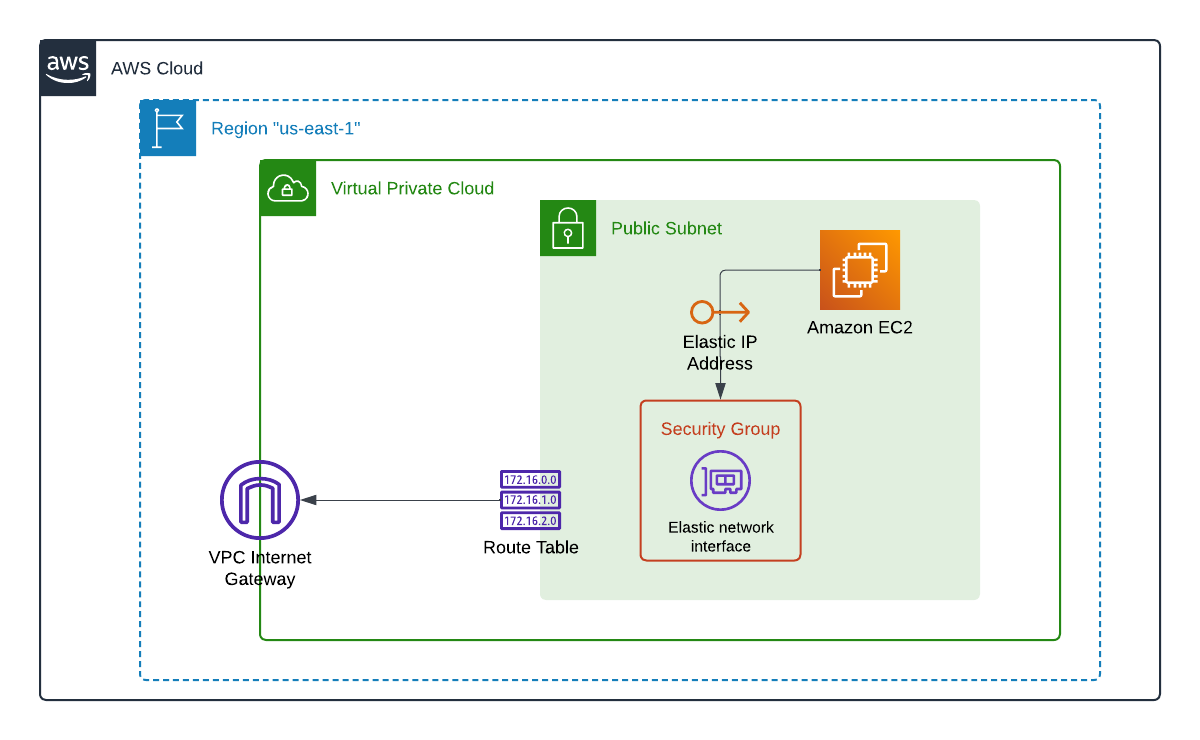 aws
AWS Cloud
Region "us-east-1"
Virtual Private Cloud
Public Subnet
Amazon EC2
Elastic IP
Address
Security Group
Elastic network
interface
172.16.0.0
172.16.1.0
172.16.2.0
Route Table
VPC Internet
Gateway